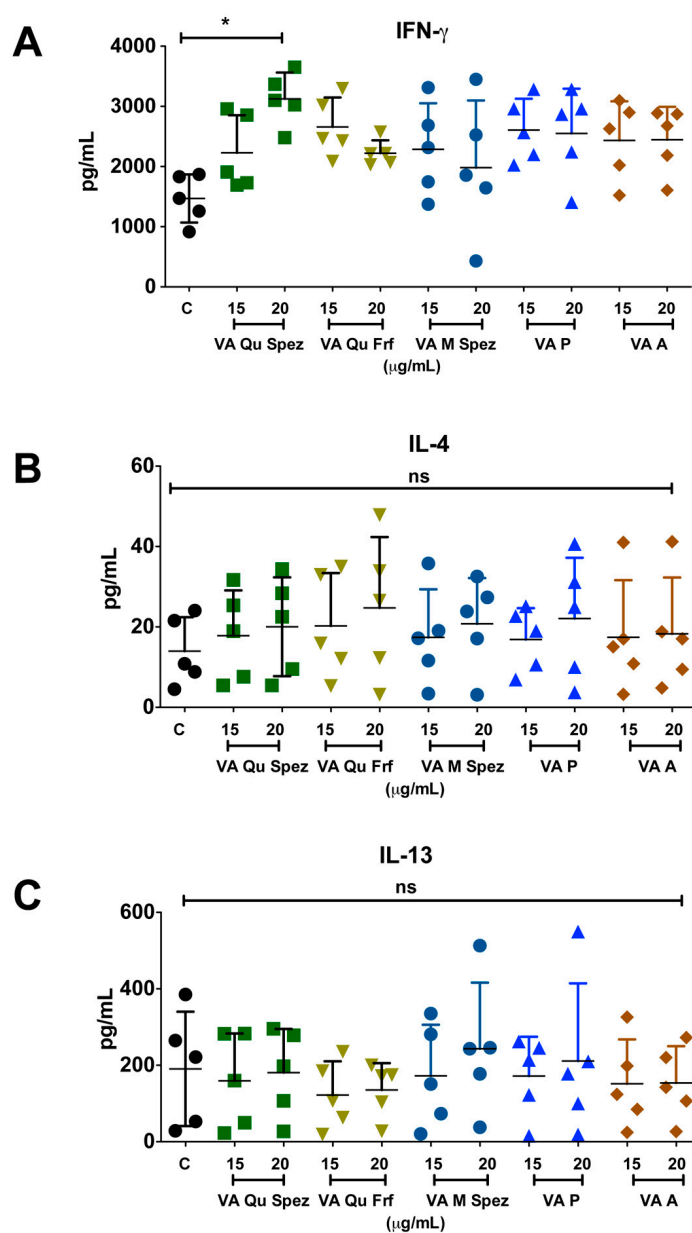 A
IFN-γ
*
pg/mL
4000
3000
2000
1000
0
C 15 20 15 20 15 20 15 20 15 20
VA Qu Spez VA Qu Frf VA M Spez VA P VA A
(μg/mL)
B
IL-4
ns
pg/mL
60
40
20
0
C 15 20 15 20 15 20 15 20 15 20
VA Qu Spez VA Qu Frf VA M Spez VA P VA A
(μg/mL)
C
IL-13
ns
pg/mL
600
400
200
0
C 15 20 15 20 15 20 15 20 15 20
VA Qu Spez VA Qu Frf VA M Spez VA P VA A
(μg/mL)